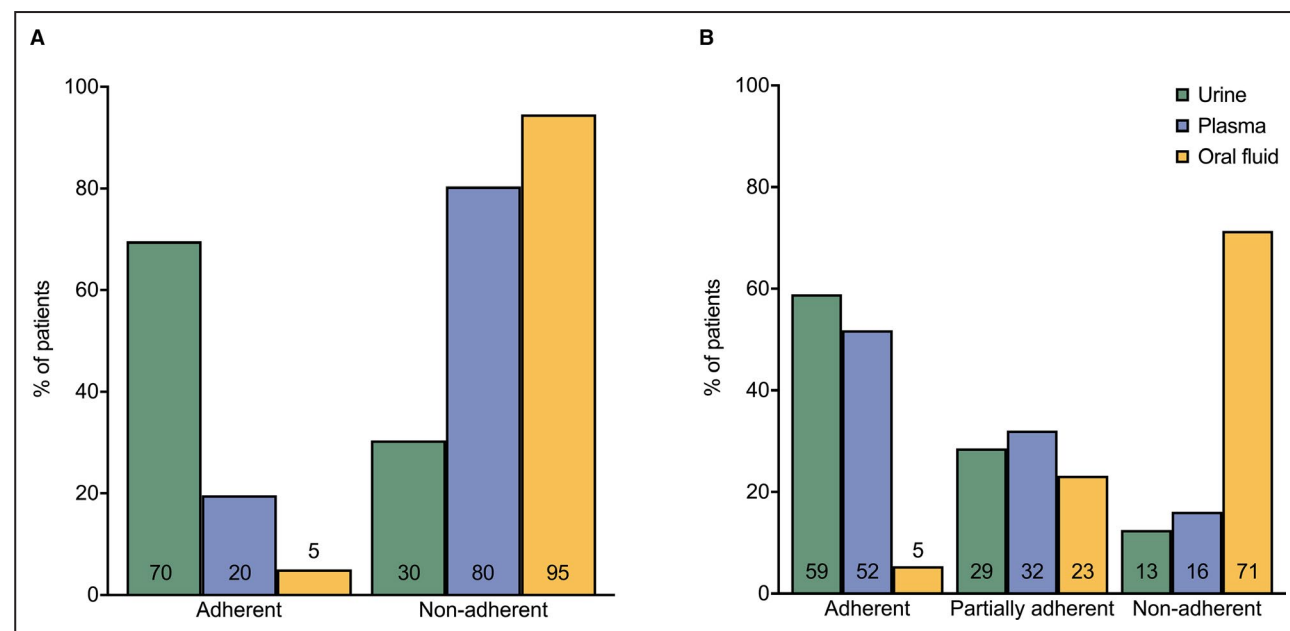 A
% of patients
100
80
60
40
20
0
70
20
5
30
80
95
Adherent
Non-adherent
B
% of patients
100
80
60
40
20
0
Urine
Plasma
Oral fluid
59
52
5
29
32
23
13
16
71
Adherent
Partially adherent
Non-adherent